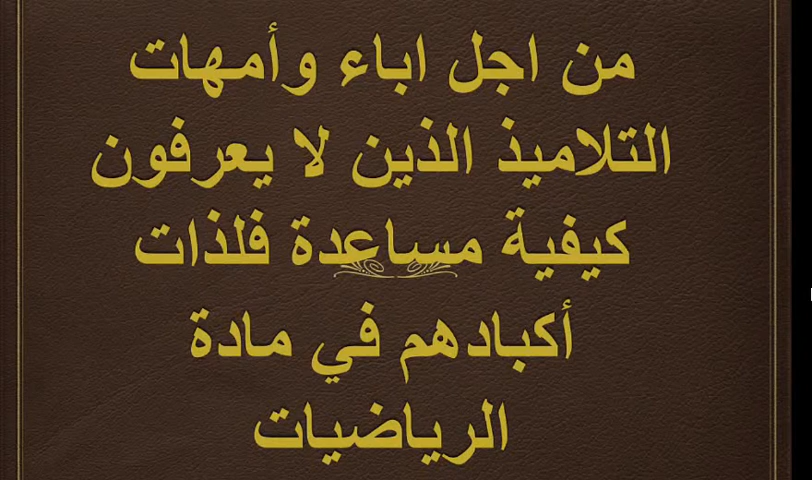 من اجل اباء وأمهات
التلاميذ الذين لا يعرفون
كيفية مساعدة فلذات
أكبادهم في مادة
الرياضيات